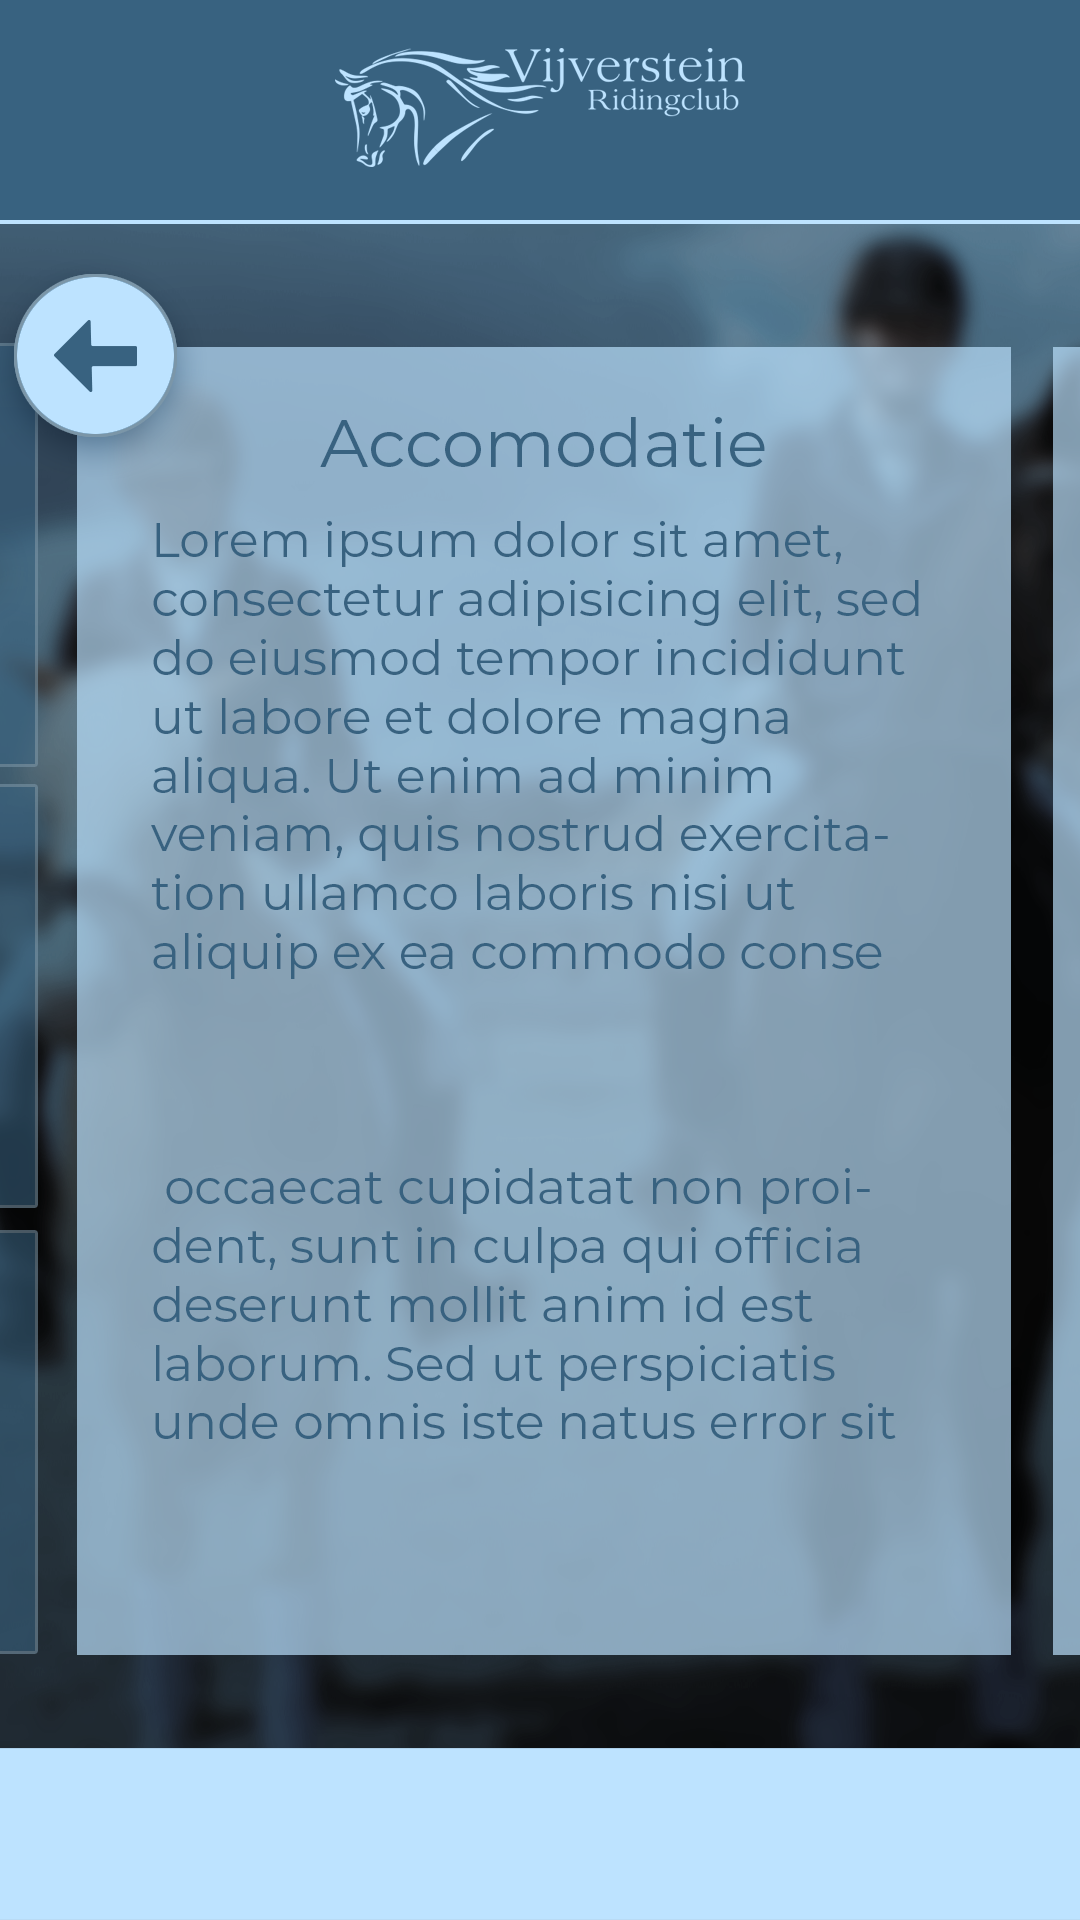 Vijverstein
Ridingclub
Accomodatie
Lorem ipsum dolor sit amet,
consectetur adipisicing elit, sed
do eiusmod tempor incididunt
ut labore et dolore magna
aliqua. Ut enim ad minim
veniam, quis nostrud exercita-
tion ullamco laboris nisi ut
aliquip ex ea commodo conse
occaecat cupidatat non proi-
dent, sunt in culpa qui officia
deserunt mollit anim id est
laborum. Sed ut perspiciatis
unde omnis iste natus error sit